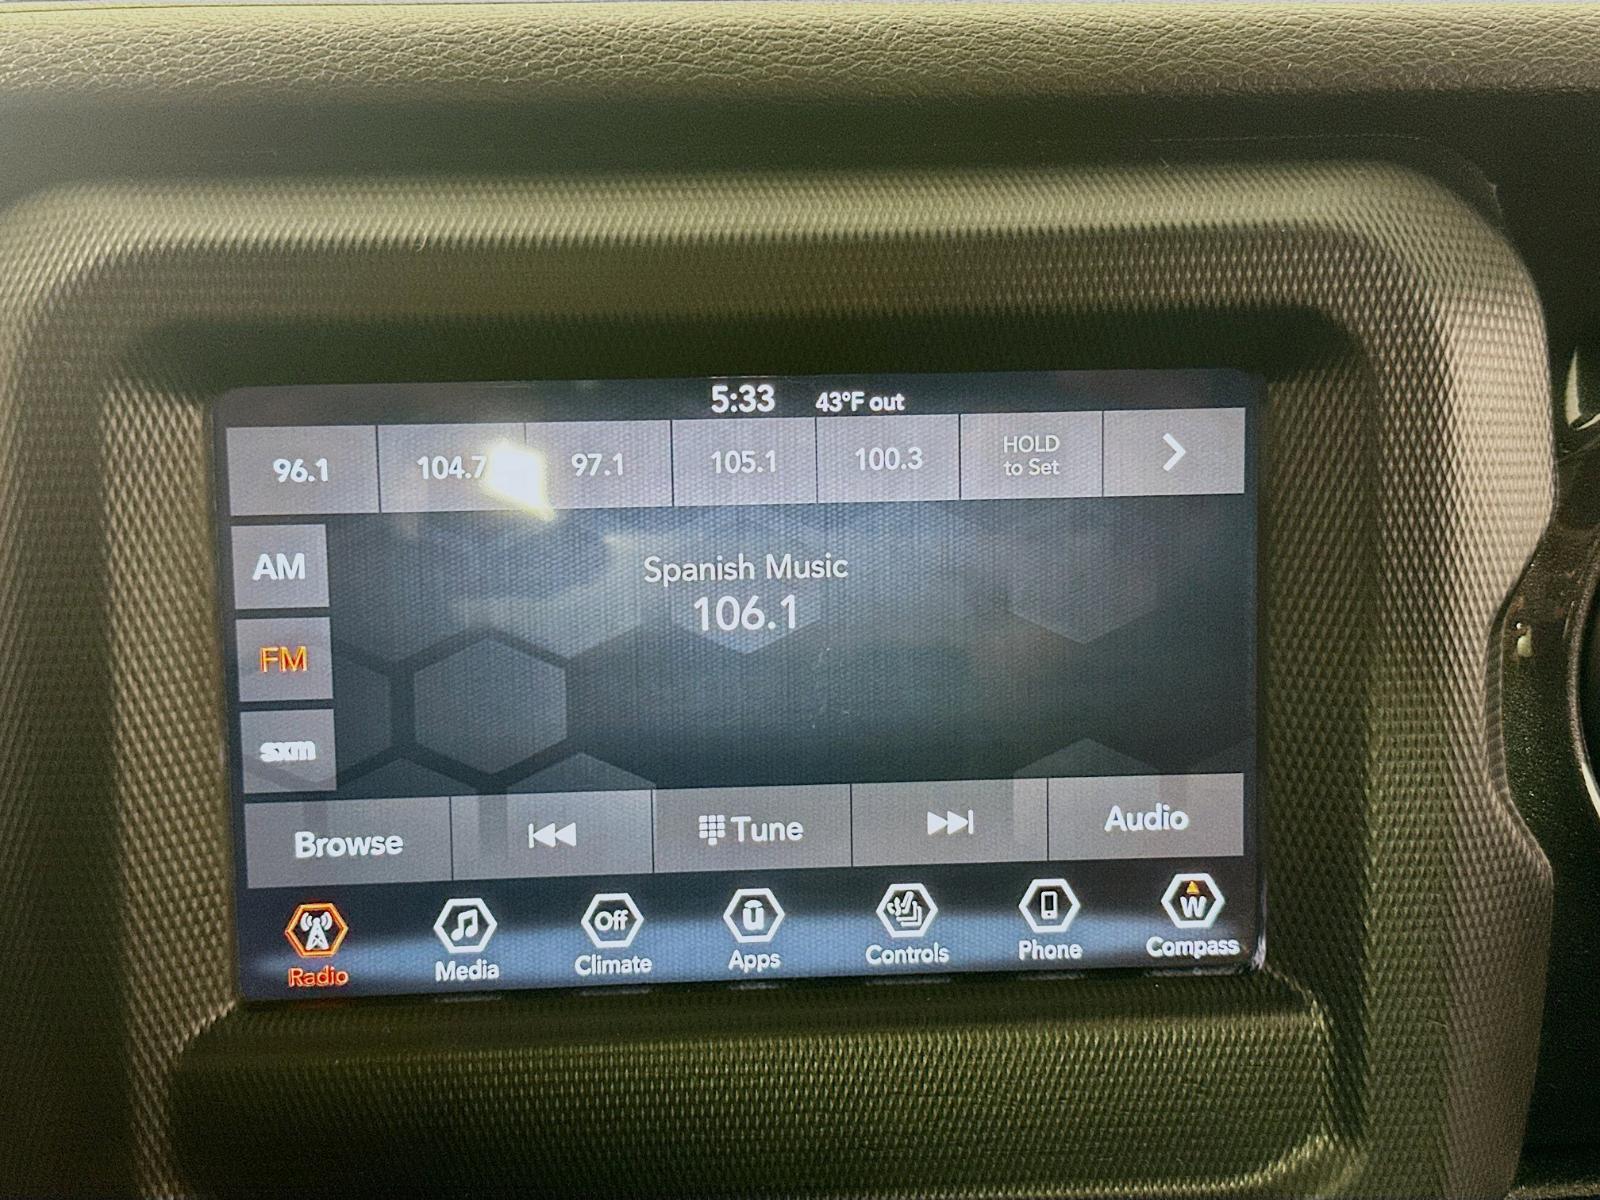 5:33 43°F out
96.1 104.7 97.1 105.1 100.3 HOLD
to Set
AM
Spanish Music
106.1
FM
sxm
Browse Tune Audio
Radio Media Off Climate Apps Controls Phone W Compass